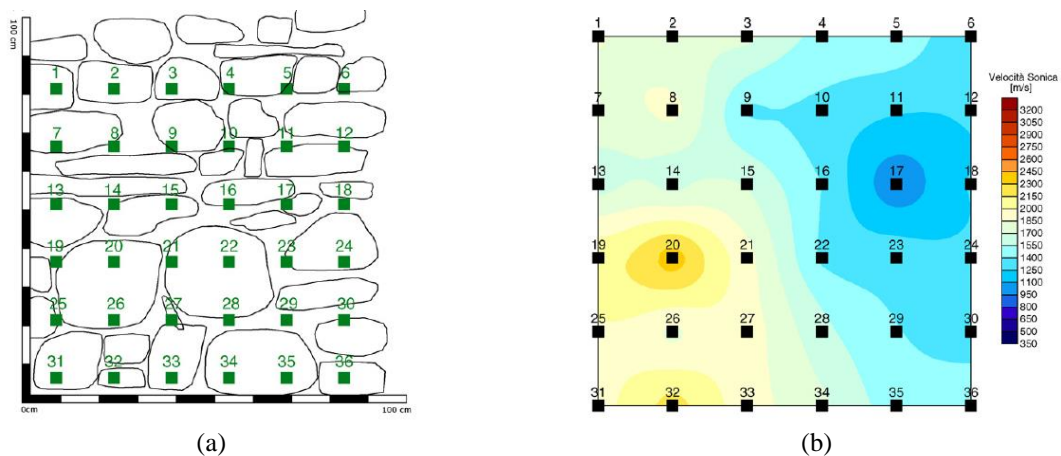 100 cm
1 2 3 4 5 6
7 8 9 10 11 12
13 14 15 16 17 18
19 20 21 22 23 24
25 26 27 28 29 30
31 32 33 34 35 36
0cm 100 cm
(a)
1 2 3 4 5 6
7 8 9 10 11 12
13 14 15 16 17 18
19 20 21 22 23 24
25 26 27 28 29 30
31 32 33 34 35 36
Velocità Sonica
[m/s]
3200
2900
2750
2600
2450
2300
2150
2000
1850
1700
1550
1400
1250
1100
950
800
650
500
350
(b)